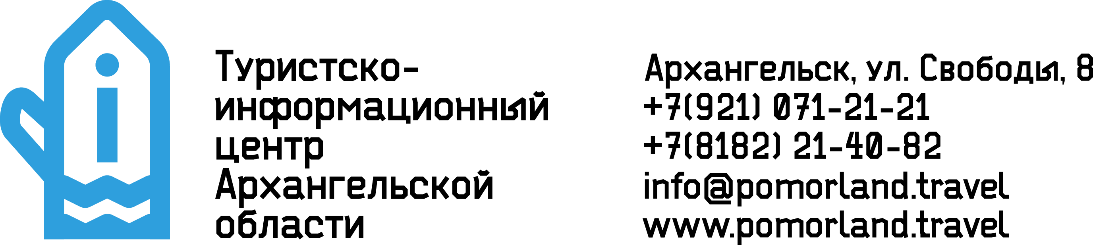 i
Туристско-
информационный
центр
Архангельской
области
Архангельск, ул. Свободы, 8
+7(921) 071-21-21
+7(8182) 21-40-82
info@pomorland.travel
www.pomorland.travel